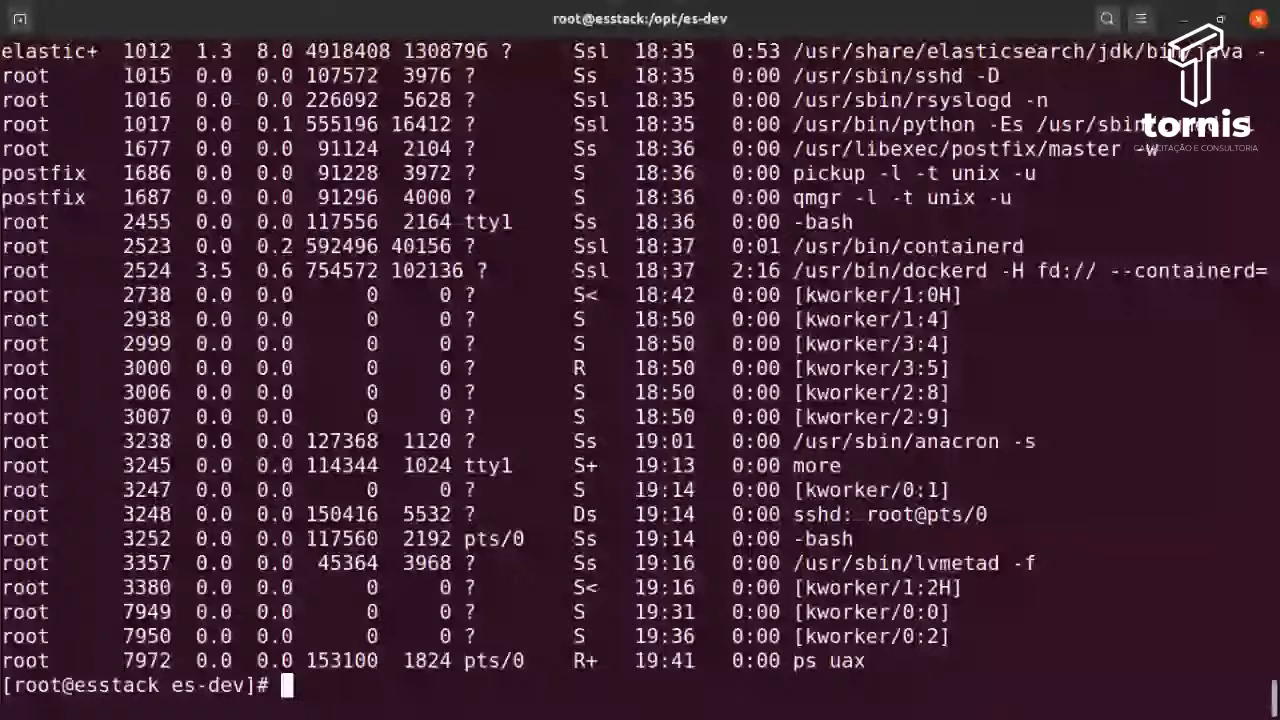 root@esstack:/opt/es-dev
elastic+ 1012 1.3 8.0 4918408 1308796 ? Ssl 18:35 0:53 /usr/share/elasticsearch/jdk/bin/java -
root 1015 0.0 0.0 107572 3976 ? Ss 18:35 0:00 /usr/sbin/sshd -D
root 1016 0.0 0.0 226092 5628 ? Ssl 18:35 0:00 /usr/sbin/rsyslogd -n
root 1017 0.0 0.1 555196 16412 ? Ssl 18:35 0:00 /usr/bin/python -Es
root 1677 0.0 0.0 91124 2104 ? Ss 18:36 0:00 /usr/libexec/postfix/master -w
postfix 1686 0.0 0.0 91228 3972 ? S 18:36 0:00 pickup -l -t unix -u
postfix 1687 0.0 0.0 91296 4000 ? S 18:36 0:00 qmgr -l -t unix -u
root 2455 0.0 0.0 117556 2164 tty1 Ss 18:36 0:00 -bash
root 2523 0.0 0.2 592496 40156 ? Ssl 18:37 0:01 /usr/bin/containerd
root 2524 3.5 0.6 754572 102136 ? Ssl 18:37 2:16 /usr/bin/dockerd -H fd:// --containerd=
root 2738 0.0 0.0 0 0 ? S< 18:42 0:00 [kworker/1:0H]
root 2938 0.0 0.0 0 0 ? S 18:50 0:00 [kworker/1:4]
root 2999 0.0 0.0 0 0 ? S 18:50 0:00 [kworker/3:4]
root 3000 0.0 0.0 0 0 ? R 18:50 0:00 [kworker/3:5]
root 3006 0.0 0.0 0 0 ? S 18:50 0:00 [kworker/2:8]
root 3007 0.0 0.0 0 0 ? S 18:50 0:00 [kworker/2:9]
root 3238 0.0 0.0 127368 1120 ? Ss 19:01 0:00 /usr/sbin/anacron -s
root 3245 0.0 0.0 114344 1024 tty1 S+ 19:13 0:00 more
root 3247 0.0 0.0 0 0 ? S 19:14 0:00 [kworker/0:1]
root 3248 0.0 0.0 150416 5532 ? Ds 19:14 0:00 sshd: root@pts/0
root 3252 0.0 0.0 117560 2192 pts/0 Ss 19:14 0:00 -bash
root 3357 0.0 0.0 45364 3968 ? Ss 19:16 0:00 /usr/sbin/lvmetad -f
root 3380 0.0 0.0 0 0 ? S< 19:16 0:00 [kworker/1:2H]
root 7949 0.0 0.0 0 0 ? S 19:31 0:00 [kworker/0:0]
root 7950 0.0 0.0 0 0 ? S 19:36 0:00 [kworker/0:2]
root 7972 0.0 0.0 153100 1824 pts/0 R+ 19:41 0:00 ps uax
[root@esstack es-dev]#
tornis
CAPACITAÇÃO E CONSULTORIA